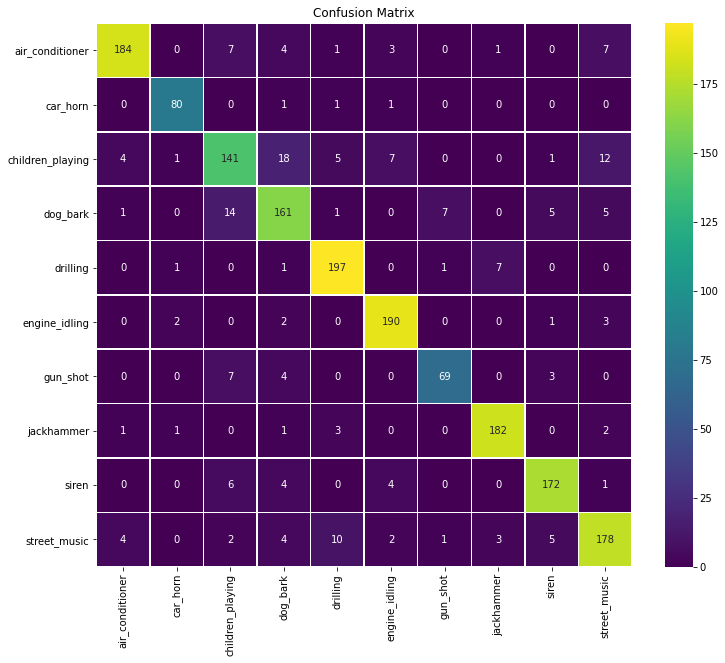 Confusion Matrix
air_conditioner 184 0 7 4 1 3 0 1 0 7
car_horn 0 80 0 1 1 1 0 0 0 0
children_playing 4 1 141 18 5 7 0 0 1 12
dog_bark 1 0 14 161 1 0 7 0 5 5
drilling 0 1 0 1 197 0 1 7 0 0
engine_idling 0 2 0 2 0 190 0 0 1 3
gun_shot 0 0 7 4 0 0 69 0 3 0
jackhammer 1 1 0 1 3 0 0 182 0 2
siren 0 0 6 4 0 4 0 0 172 1
street_music 4 0 2 4 10 2 1 3 5 178
air_conditioner car_horn children_playing dog_bark drilling engine_idling gun_shot jackhammer siren street_music
175
150
125
100
75
50
25
0